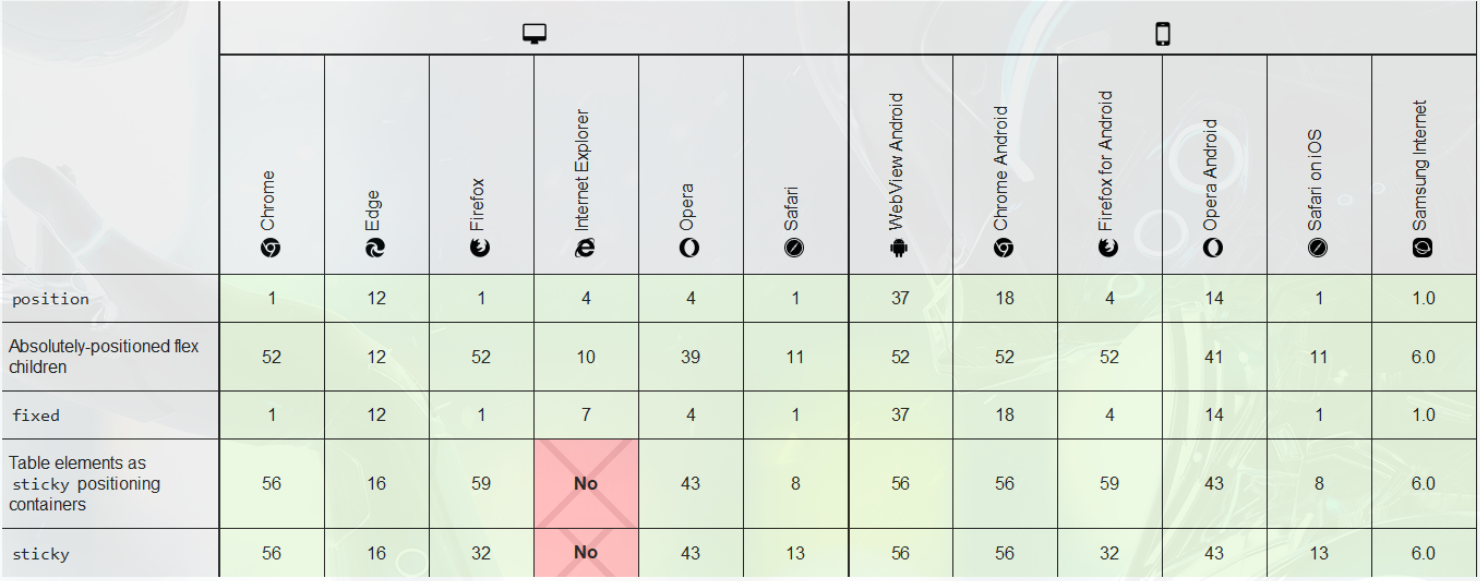 Chrome Edge Firefox Internet Explorer Opera Safari WebView Android Chrome Android Firefox for Android Opera Android Safari on iOS Samsung Internet
position 1 12 1 4 4 1 37 18 4 14 1 1.0
Absolutely-positioned flex
children 52 12 52 10 39 11 52 52 52 41 11 6.0
fixed 1 12 1 7 4 1 37 18 4 14 1 1.0
Table elements as
sticky positioning
containers 56 16 59 No 43 8 56 56 59 43 8 6.0
sticky 56 16 32 No 43 13 56 56 32 43 13 6.0